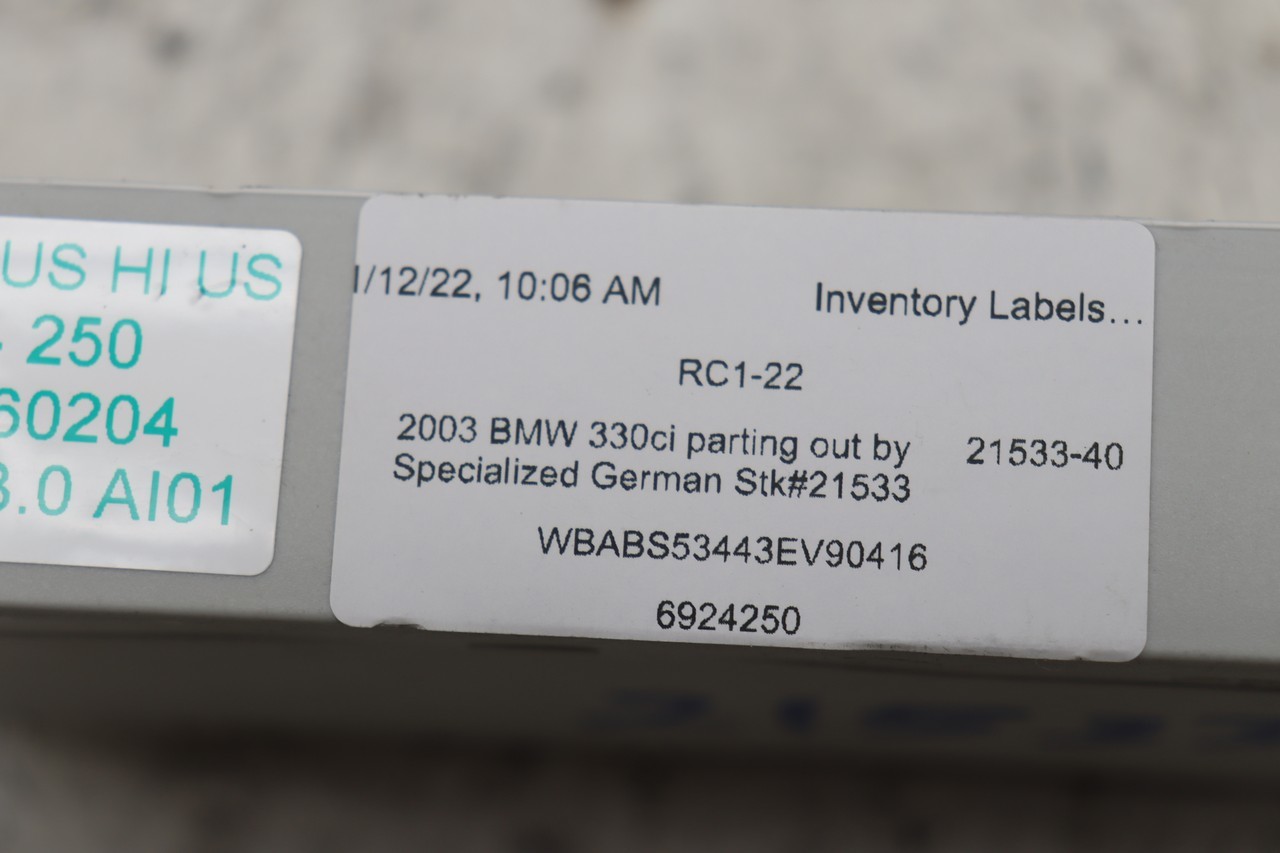 US HI US
250
60204
3.0 AI01
1/12/22, 10:06 AM Inventory Labels...
RC1-22
2003 BMW 330ci parting out by 21533-40
Specialized German Stk#21533
WBABS53443EV90416
6924250